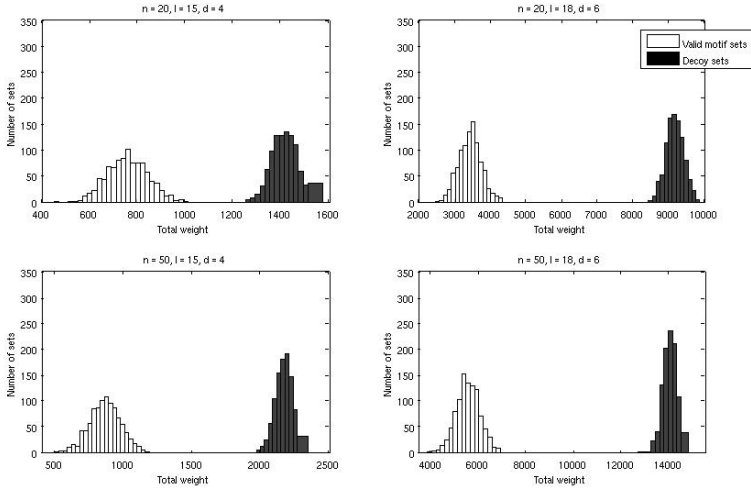 n = 20, l = 15, d = 4
350
300
250
200
150
100
50
0
Number of sets
400 600 800 1000 1200 1400 1600
Total weight
n = 20, l = 18, d = 6
Valid motif sets
Decoy sets
350
300
250
200
150
100
50
0
Number of sets
2000 3000 4000 5000 6000 7000 8000 9000 10000
Total weight
n = 50, l = 15, d = 4
350
300
250
200
150
100
50
0
Number of sets
500 1000 1500 2000 2500
Total weight
n = 50, l = 18, d = 6
350
300
250
200
150
100
50
0
Number of sets
4000 6000 8000 10000 12000 14000
Total weight